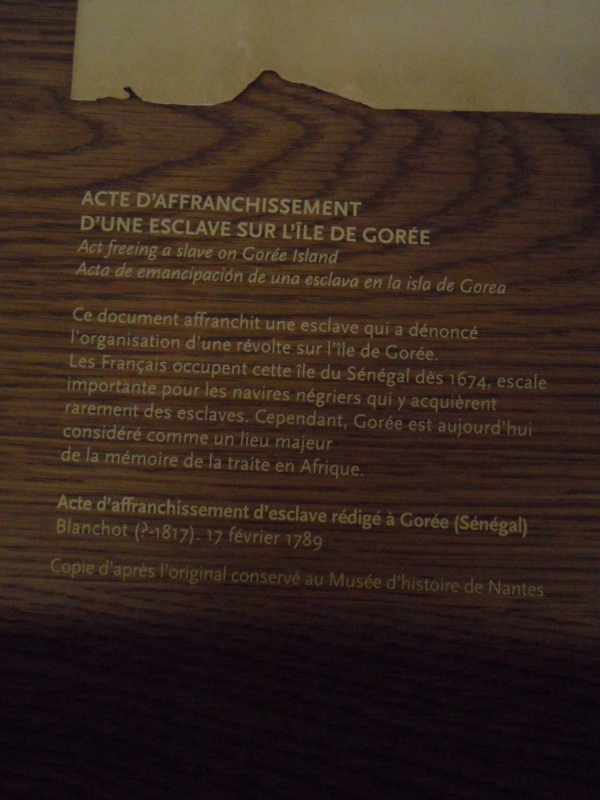 ACTE D'AFFRANCHISSEMENT
D'UNE ESCLAVE SUR L'ÎLE DE GORÉE
Act freeing a slave on Gorée Island
Acta de emancipación de una esclava en la isla de Gorea
Ce document affranchit une esclave qui a dénoncé
l'organisation d'une révolte sur l'île de Gorée.
Les Français occupent cette île du Sénégal dès 1674, escale
importante pour les navires négriers qui y acquièrent
rarement des esclaves. Cependant, Gorée est aujourd'hui
considéré comme un lieu majeur
de la mémoire de la traite en Afrique.
Acte d'affranchissement d'esclave rédigé à Gorée (Sénégal)
Blanchot (?-1817). 17 février 1789
Copie d'après l'original conservé au Musée d'histoire de Nantes